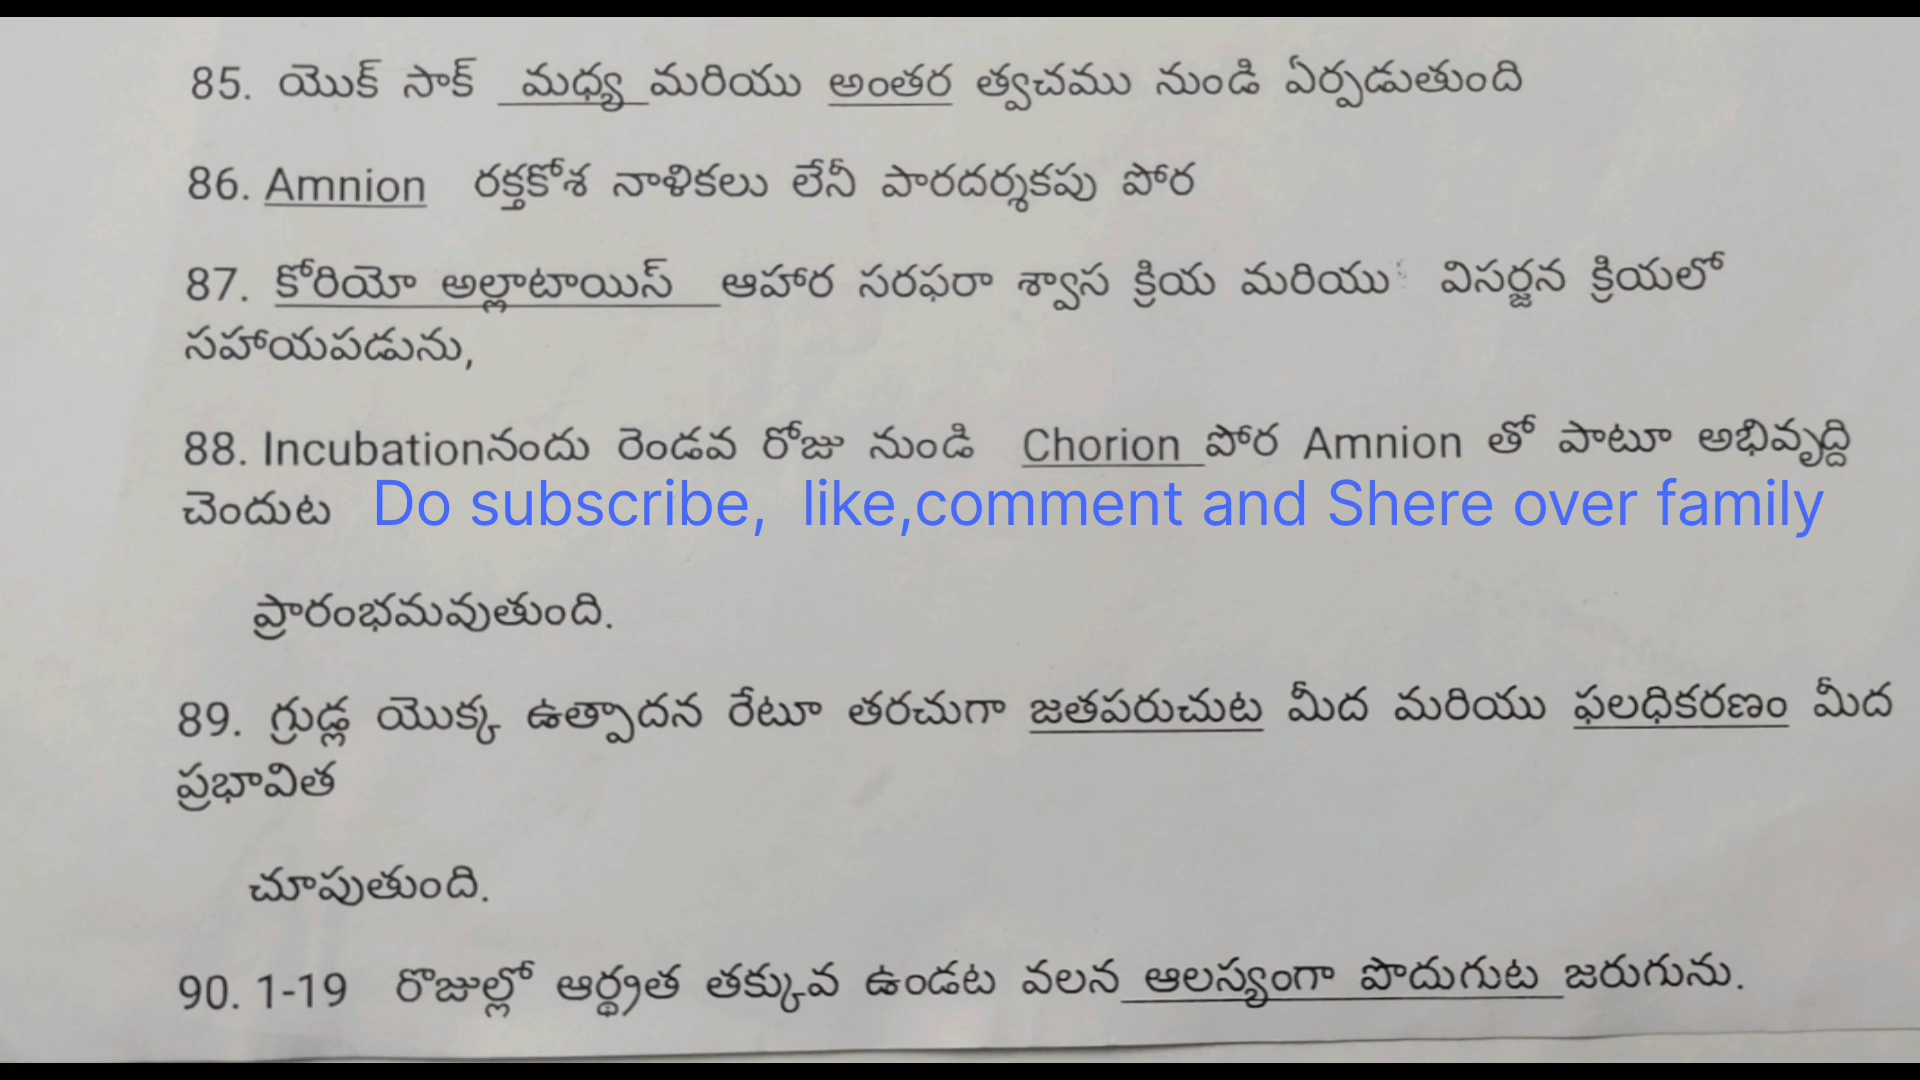 85. యొక్ సాక్ మధ్య మరియు అంతర త్వచము నుండి ఏర్పడుతుంది
86. Amnion రక్తకోశ నాళికలు లేనీ పారదర్శకపు పోర
87. కోరియో అల్లాటాయిస్ ఆహార సరఫరా శ్వాస క్రియ మరియు విసర్జన క్రియలో
సహాయపడును,
88. Incubationనందు రెండవ రోజు నుండి Chorion పోర Amnion తో పాటూ అభివృద్ది
చెందుట Do subscribe, like,comment and Shere over family
ప్రారంభమవుతుంది.
89. గ్రుడ్ల యొక్క ఉత్పాదన రేటూ తరచుగా జతపరుచుట మీద మరియు ఫలధికరణం మీద
ప్రభావిత
చూపుతుంది.
90. 1-19 రొజుల్లో ఆర్ధ్రత తక్కువ ఉండట వలన ఆలస్యంగా పొదుగుట జరుగును.